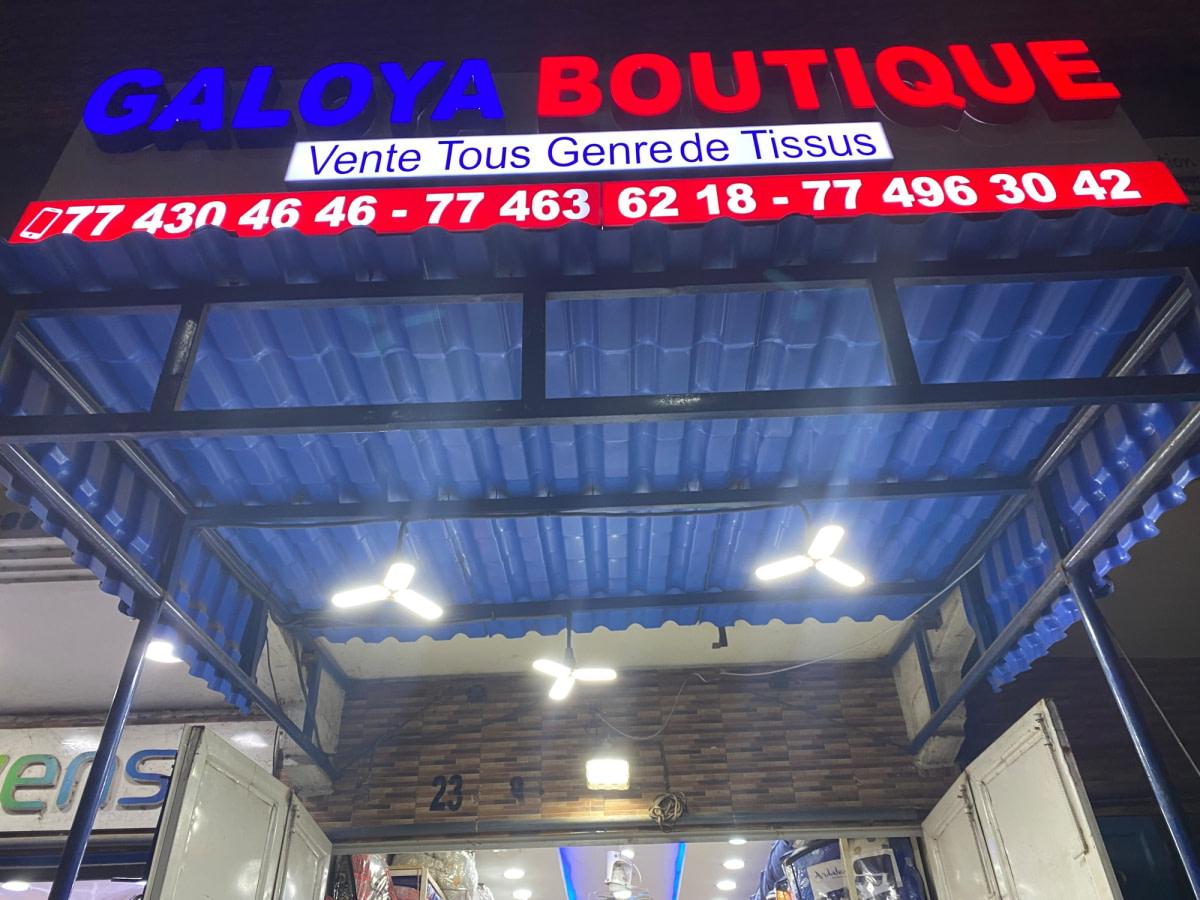 GALOYA BOUTIQUE
Vente Tous Genre de Tissus
77 430 46 46 - 77 463 62 18 - 77 496 30 42
ens
23